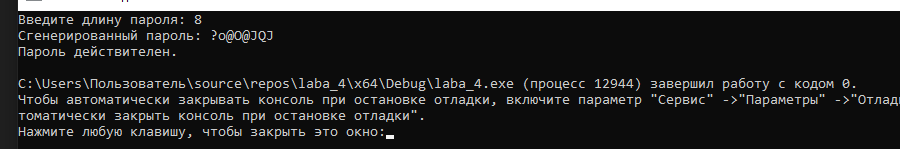 Введите длину пароля: 8
Сгенерированный пароль: ?o@O@JQJ
Пароль действителен.
C:\Users\Пользователь\source\repos\laba_4\x64\Debug\laba_4.exe (процесс 12944) завершил работу с кодом 0.
Чтобы автоматически закрывать консоль при остановке отладки, включите параметр "Сервис" ->"Параметры" ->"Отлад
томатически закрыть консоль при остановке отладки".
Нажмите любую клавишу, чтобы закрыть это окно: